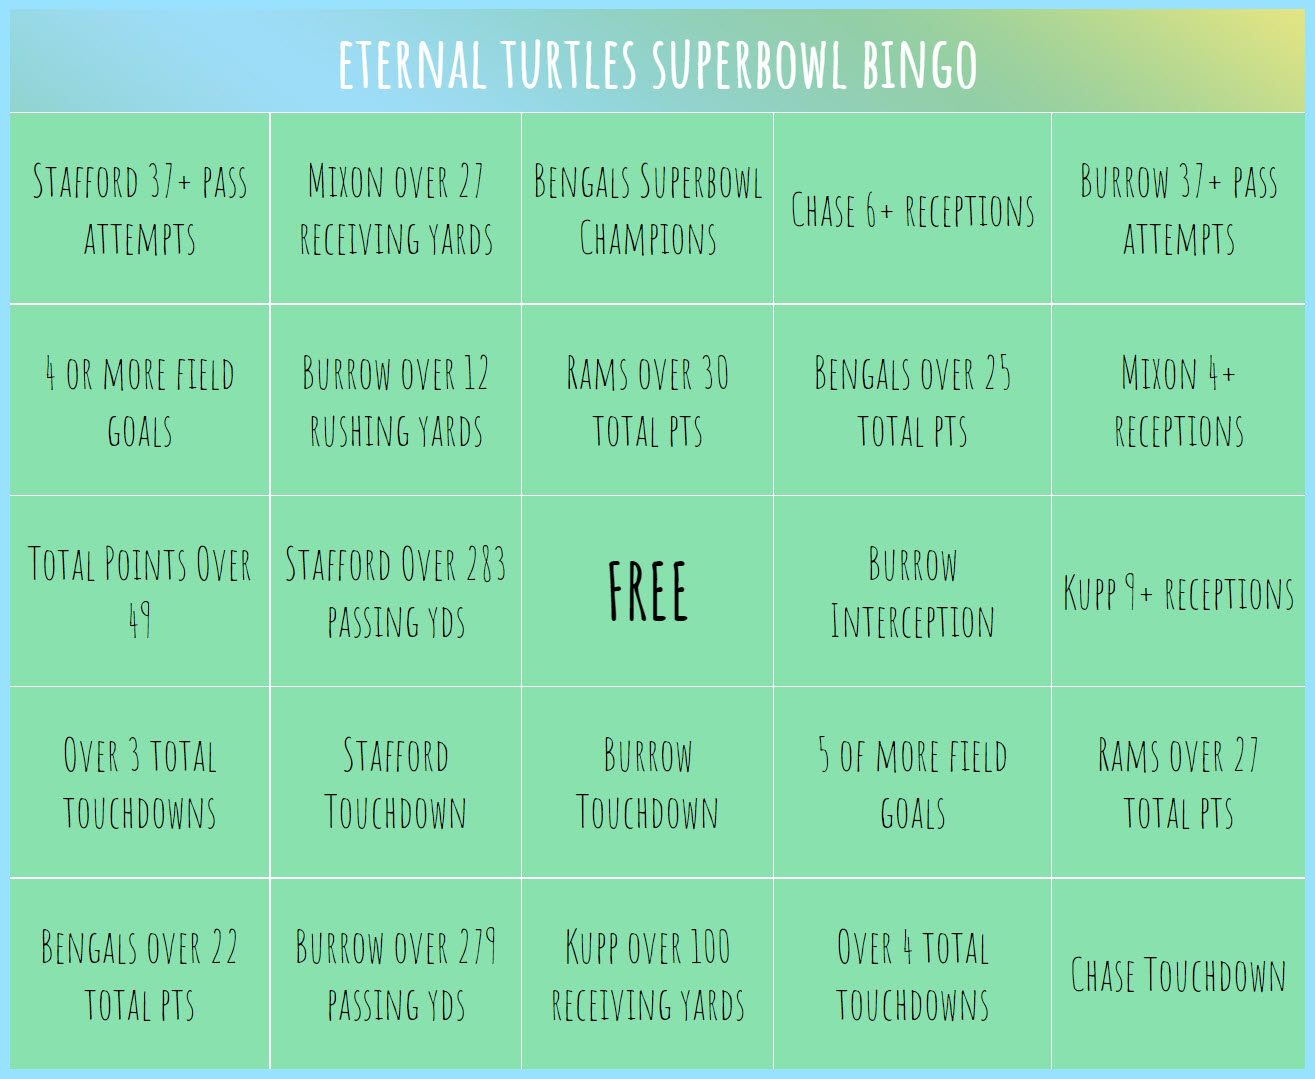 ETERNAL TURTLES SUPERBOWL BINGO
STAFFORD 37+ PASS
ATTEMPTS
MIXON OVER 27
RECEIVING YARDS
BENGALS SUPERBOWL
CHAMPIONS
CHASE 6+ RECEPTIONS
BURROW 37+ PASS
ATTEMPTS
4 OR MORE FIELD
GOALS
BURROW OVER 12
RUSHING YARDS
RAMS OVER 30
TOTAL PTS
BENGALS OVER 25
TOTAL PTS
MIXON 4+
RECEPTIONS
TOTAL POINTS OVER
49
STAFFORD OVER 283
PASSING YDS
FREE
BURROW
INTERCEPTION
KUPP 9+ RECEPTIONS
OVER 3 TOTAL
TOUCHDOWNS
STAFFORD
TOUCHDOWN
BURROW
TOUCHDOWN
5 OF MORE FIELD
GOALS
RAMS OVER 27
TOTAL PTS
BENGALS OVER 22
TOTAL PTS
BURROW OVER 279
PASSING YDS
KUPP OVER 100
RECEIVING YARDS
OVER 4 TOTAL
TOUCHDOWNS
CHASE TOUCHDOWN